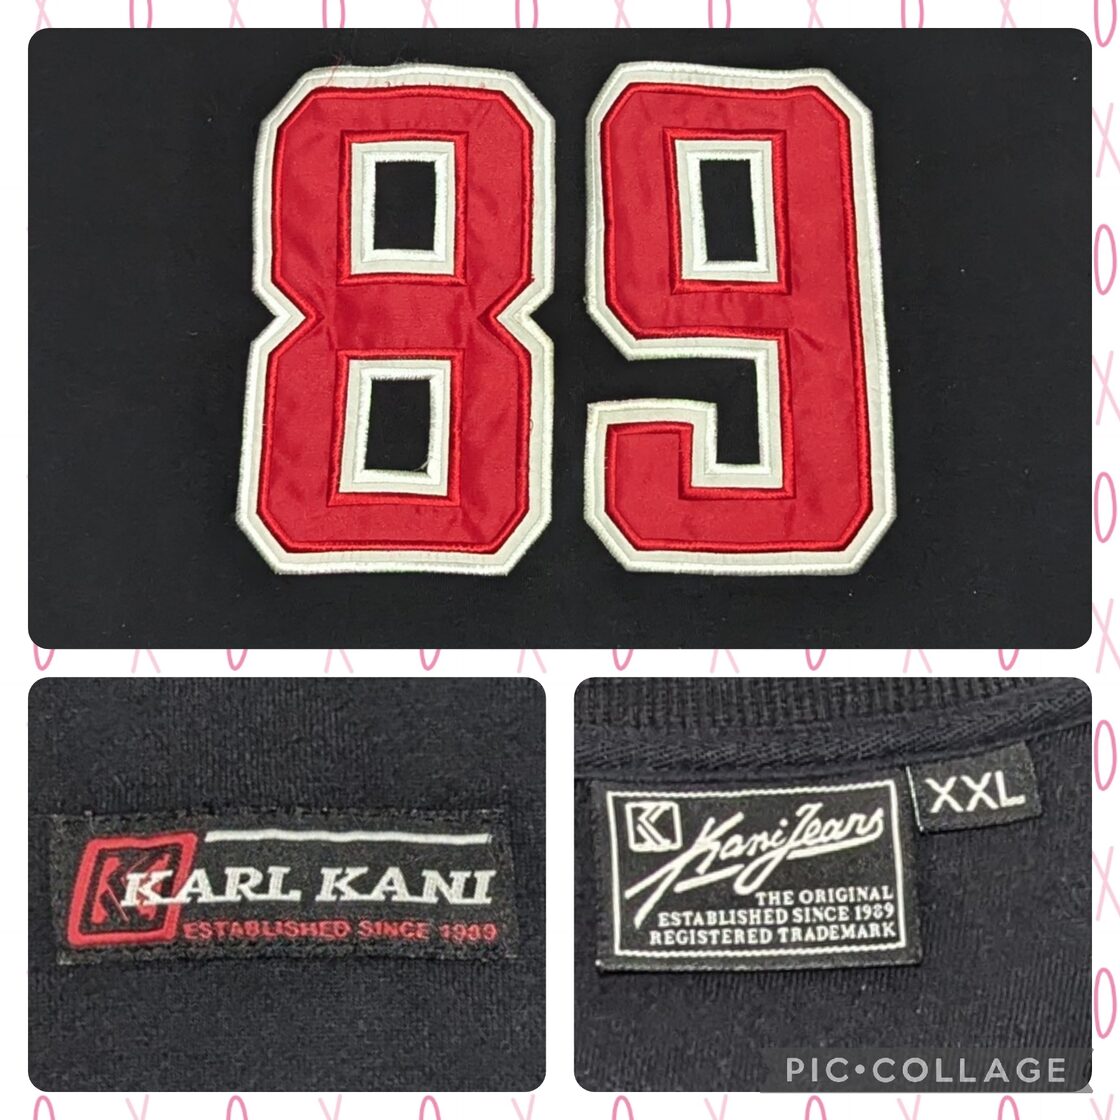 89
KARL KANI
ESTABLISHED SINCE 1989
Kani Jeans
XXL
THE ORIGINAL
ESTABLISHED SINCE 1989
REGISTERED TRADEMARK
PIC•COLLAGE